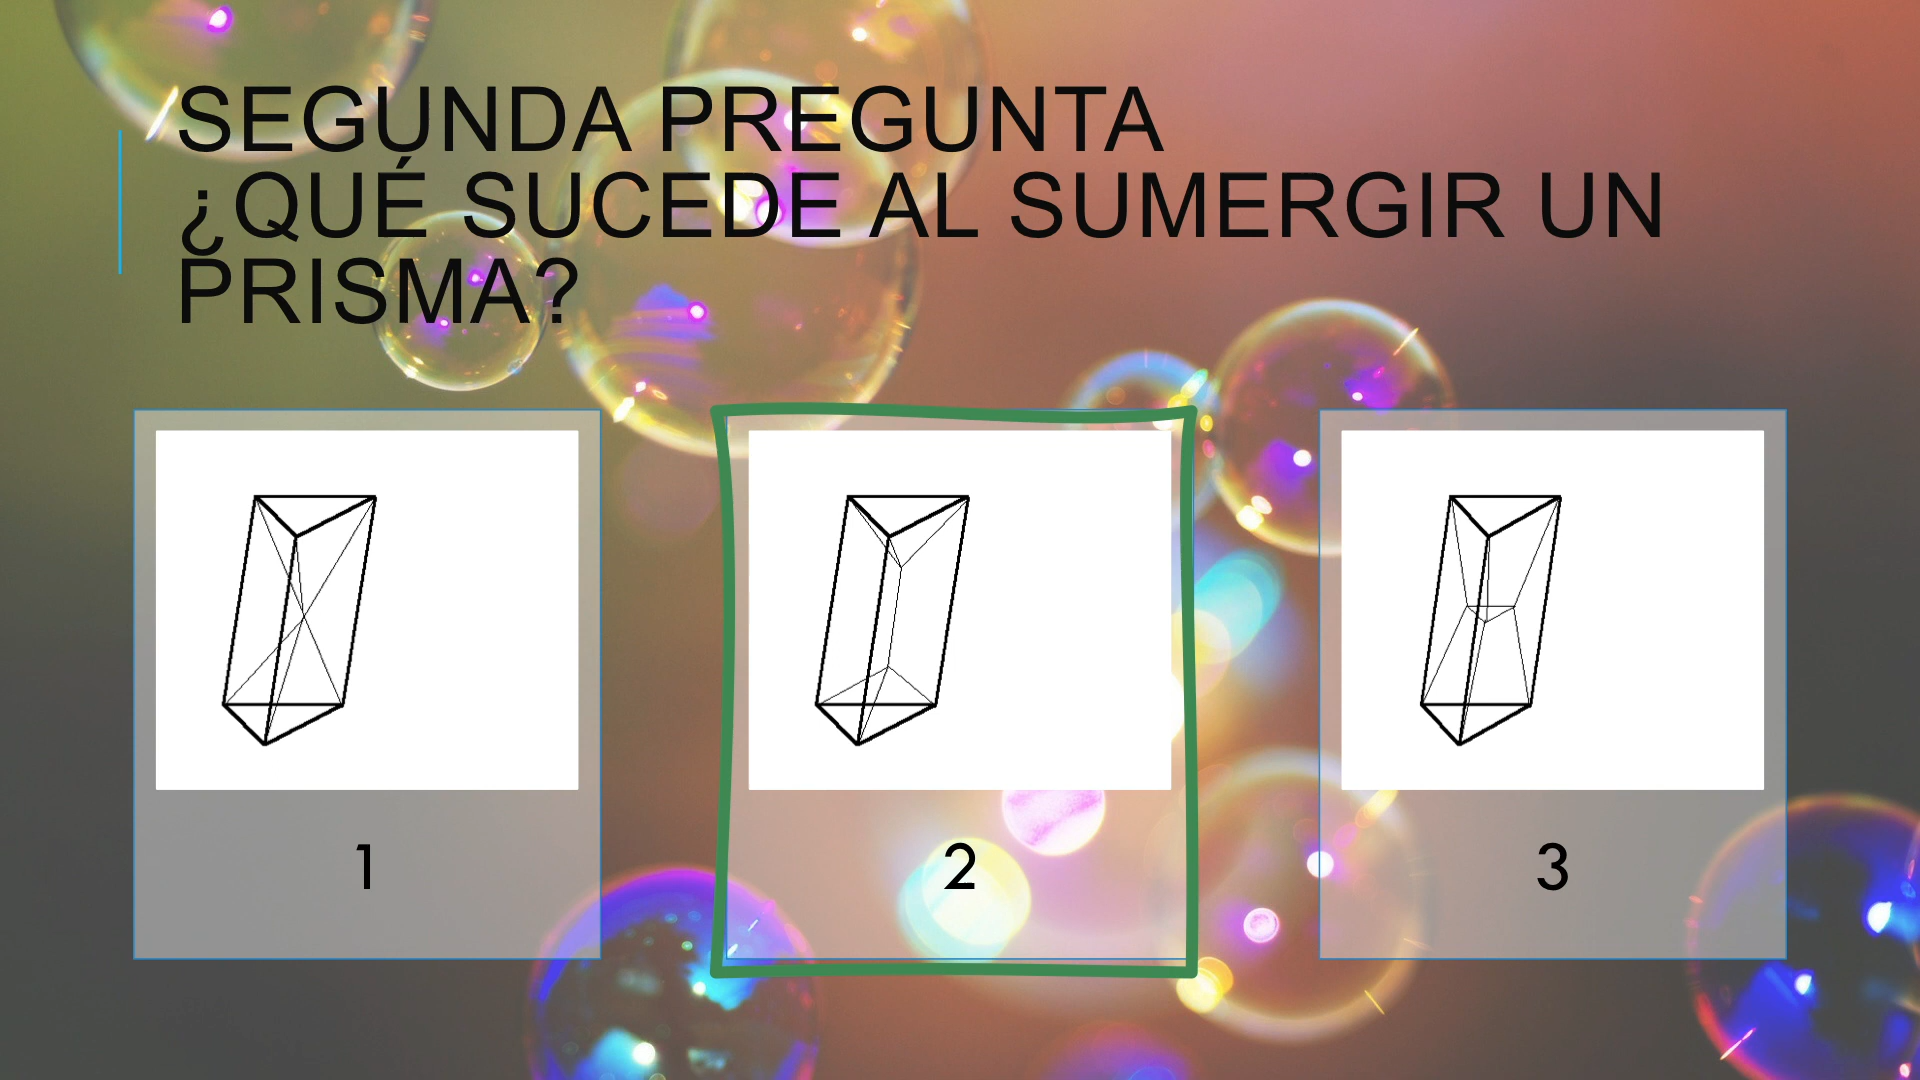 SEGUNDA PREGUNTA
¿QUÉ SUCEDE AL SUMERGIR UN
PRISMA?
1
2
3